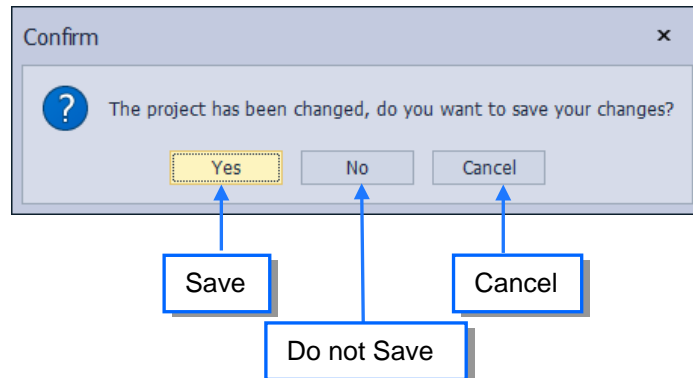 Confirm
?
The project has been changed, do you want to save your changes?
Yes No Cancel
Save Cancel
Do not Save